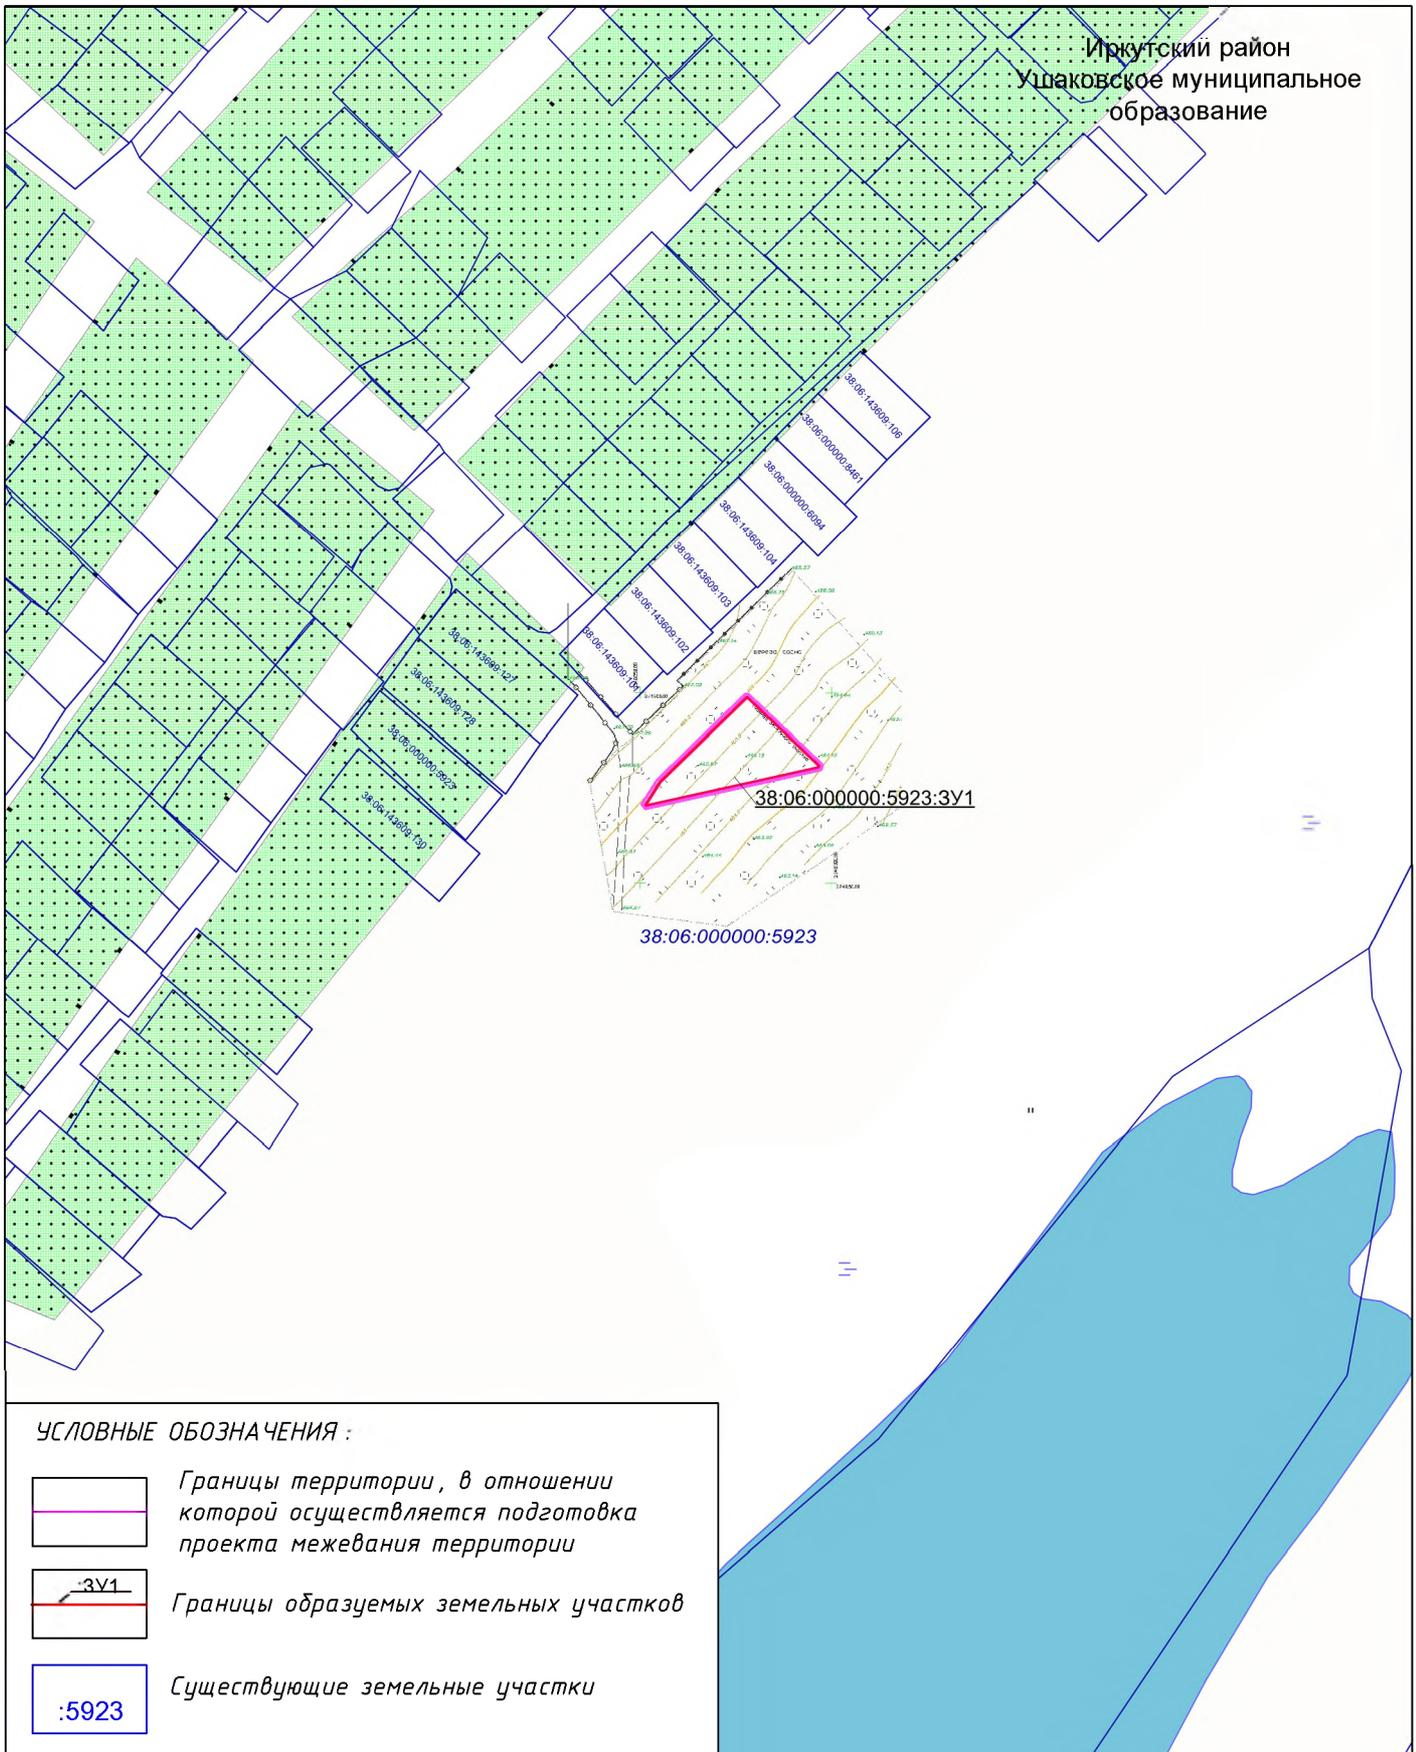 Иркутский район
Ушаковское муниципальное
образование
38:06:143609:106
38:06:000000:8461
38:06:000000:6094
38:06:143609:104
38:06:143609:103
38:06:143609:102
38:06:143609:101
38:06:143609:127
38:06:143609:128
38:06:000000:5923
38:06:143609:130
38:06:000000:5923:ЗУ1
38:06:000000:5923
УСЛОВНЫЕ ОБОЗНАЧЕНИЯ :
Границы территории, в отношении
которой осуществляется подготовка
проекта межевания территории
ЗУ1
Границы образуемых земельных участков
:5923
Существующие земельные участки